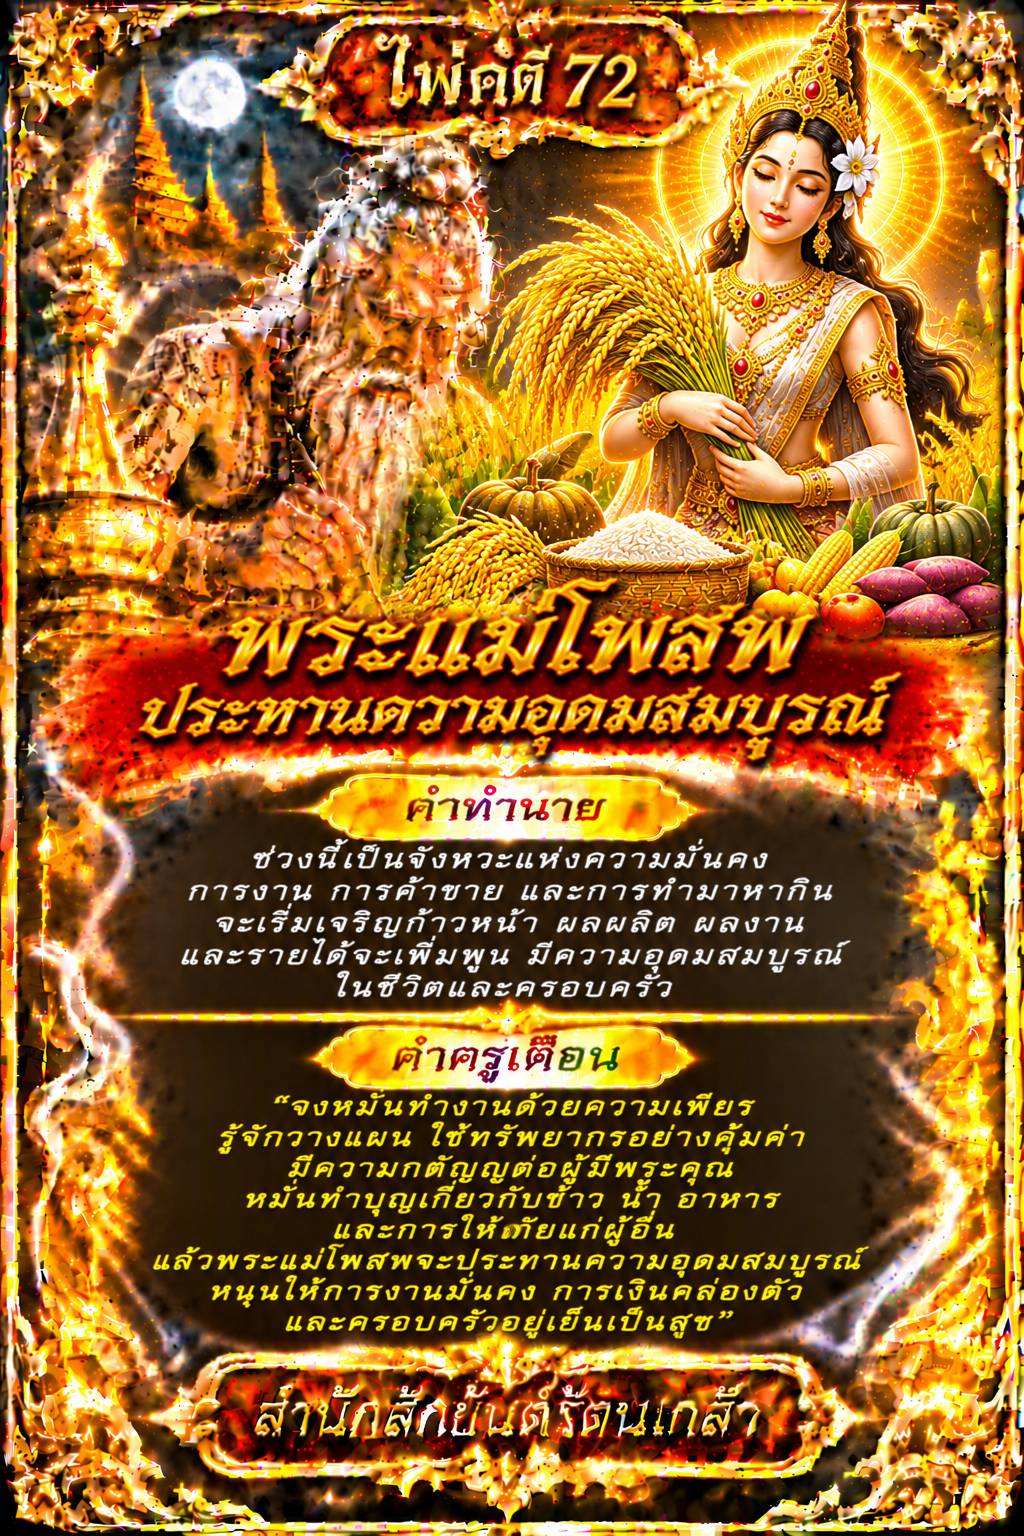 ไพ่คดี 72
พระแม่โพสพ
ประทานความอุดมสมบูรณ์
คำทำนาย
ช่วงนี้เป็นจังหวะแห่งความมั่นคง
การงาน การค้าขาย และการทำมาหากิน
จะเริ่มเจริญก้าวหน้า ผลผลิต ผลงาน
และรายได้จะเพิ่มพูน มีความอุดมสมบูรณ์
ในชีวิตและครอบครัว
คำครูเตือน
“จงหมั่นทำงานด้วยความเพียร
รู้จักวางแผน ใช้ทรัพยากรอย่างคุ้มค่า
มีความกตัญญูต่อผู้มีพระคุณ
หมั่นทำบุญเกี่ยวกับข้าว น้ำ อาหาร
และการให้ภัยแก่ผู้อื่น
แล้วพระแม่โพสพจะประทานความอุดมสมบูรณ์
หนุนให้การงานมั่นคง การเงินคล่องตัว
และครอบครัวอยู่เย็นเป็นสูข”
สำนักสักยันต์รัตนเกล้า